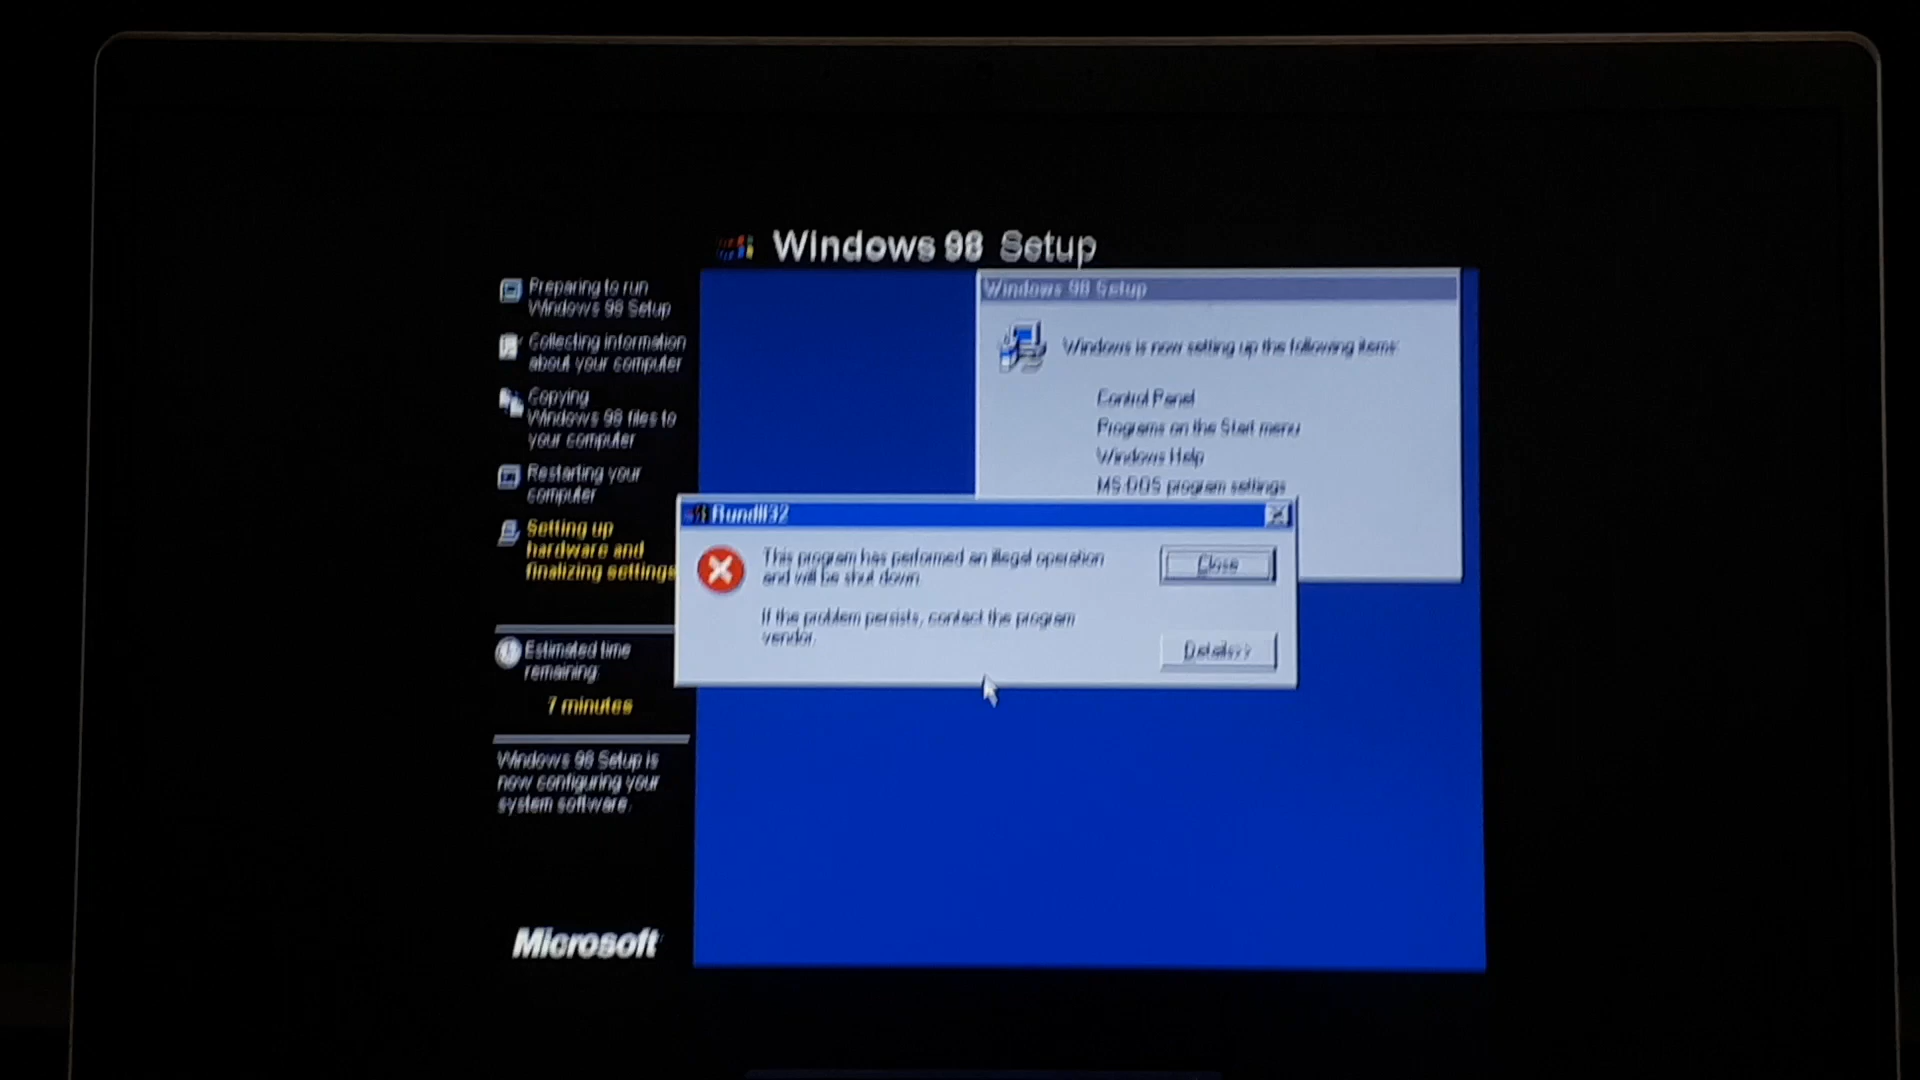 Windows 98 Setup
Preparing to run
Windows 98 Setup
Collecting information
about your computer
Copying
Windows 98 files to
your computer
Restarting your
computer
Setting up
hardware and
finalizing settings
Estimated time
remaining:
7 minutes
Windows 98 Setup is
now configuring your
system software.
Microsoft
Windows 98 Setup
Windows is now setting up the following items:
Control Panel
Programs on the Start menu
Windows Help
MS-DOS program settings
Rundll32
This program has performed an illegal operation
and will be shut down.
If the problem persists, contact the program
vendor.
Close
Details>>